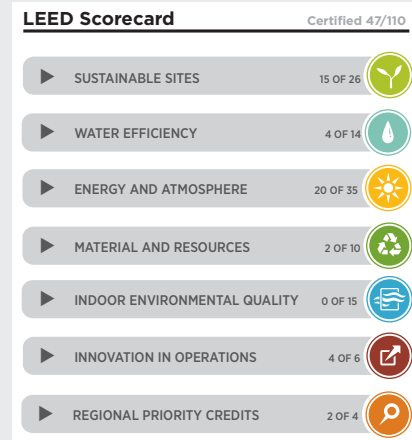 LEED Scorecard Certified 47/110
SUSTAINABLE SITES 15 OF 26
WATER EFFICIENCY 4 OF 14
ENERGY AND ATMOSPHERE 20 OF 35
MATERIAL AND RESOURCES 2 OF 10
INDOOR ENVIRONMENTAL QUALITY 0 OF 15
INNOVATION IN OPERATIONS 4 OF 6
REGIONAL PRIORITY CREDITS 2 OF 4